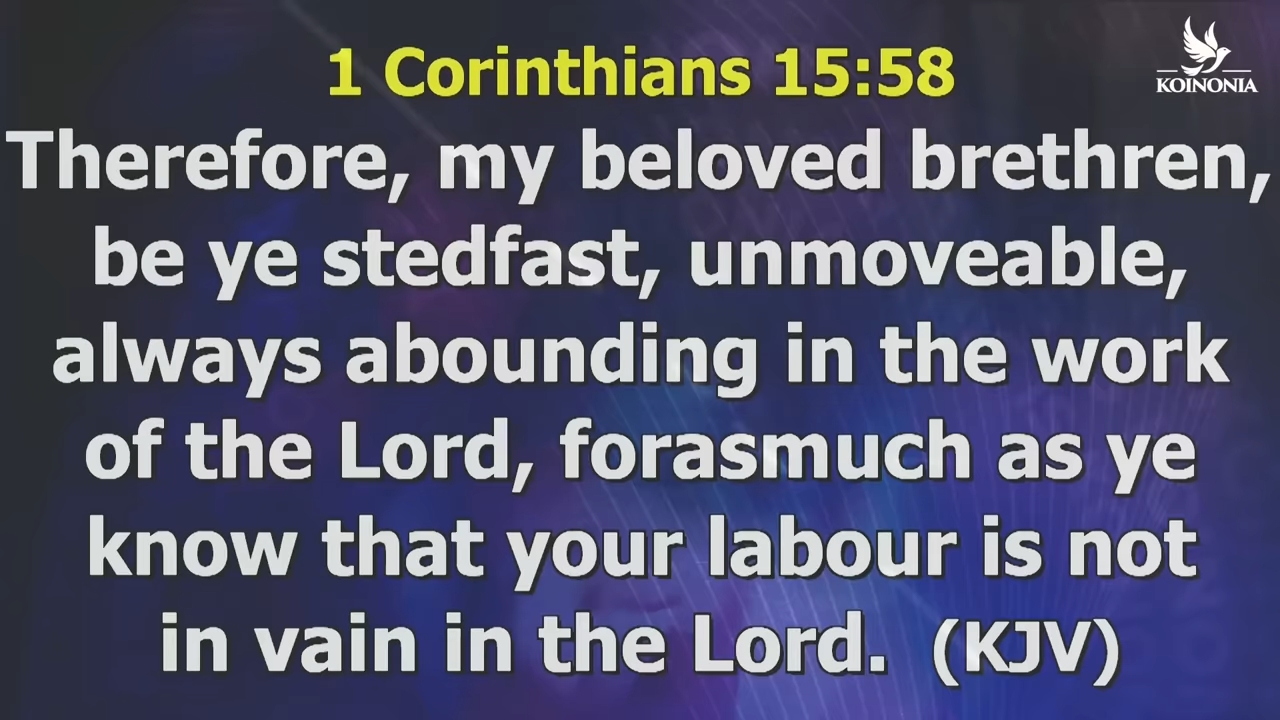 1 Corinthians 15:58
KOINONIA
Therefore, my beloved brethren,
be ye stedfast, unmoveable,
always abounding in the work
of the Lord, forasmuch as ye
know that your labour is not
in vain in the Lord. (KJV)